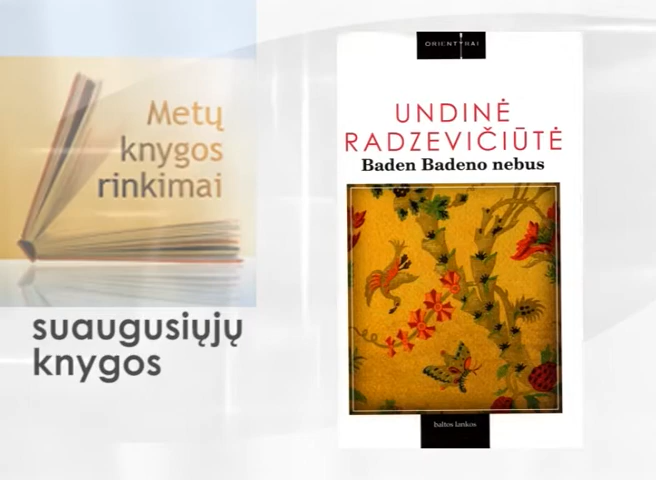 Metų
knygos
rinkimai
suaugusiųjų
knygos
ORIENTYRAI
UNDINĖ
RADZEVIČIŪTĖ
Baden Badeno nebus
baltos lankos